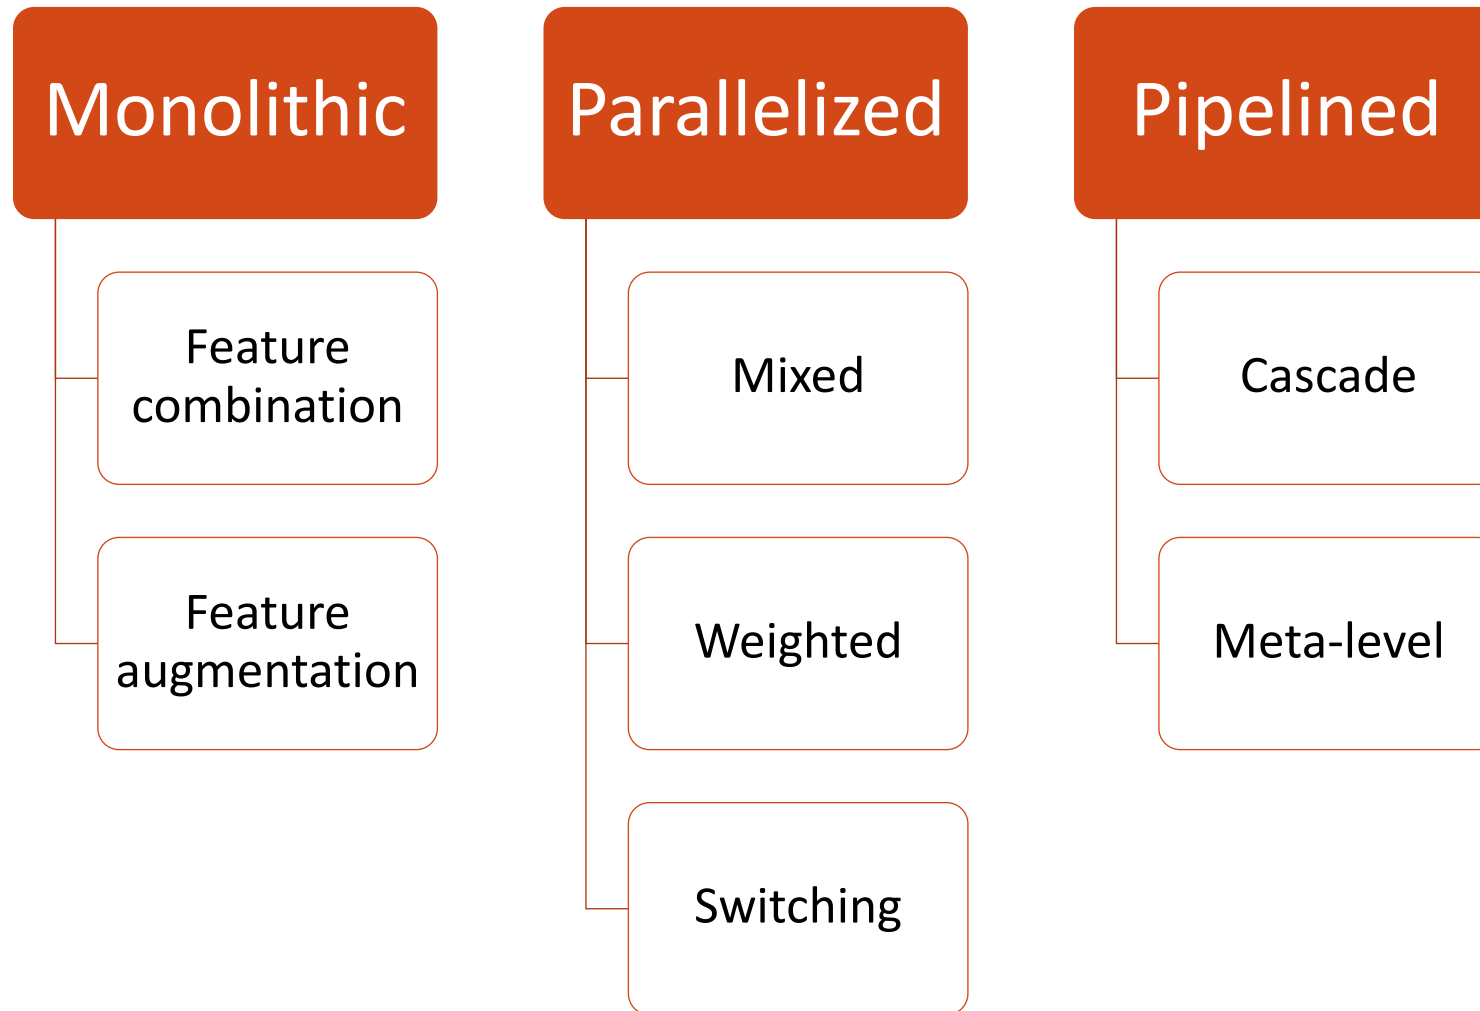 Monolithic
Feature
combination
Feature
augmentation
Parallelized
Mixed
Weighted
Switching
Pipelined
Cascade
Meta-level